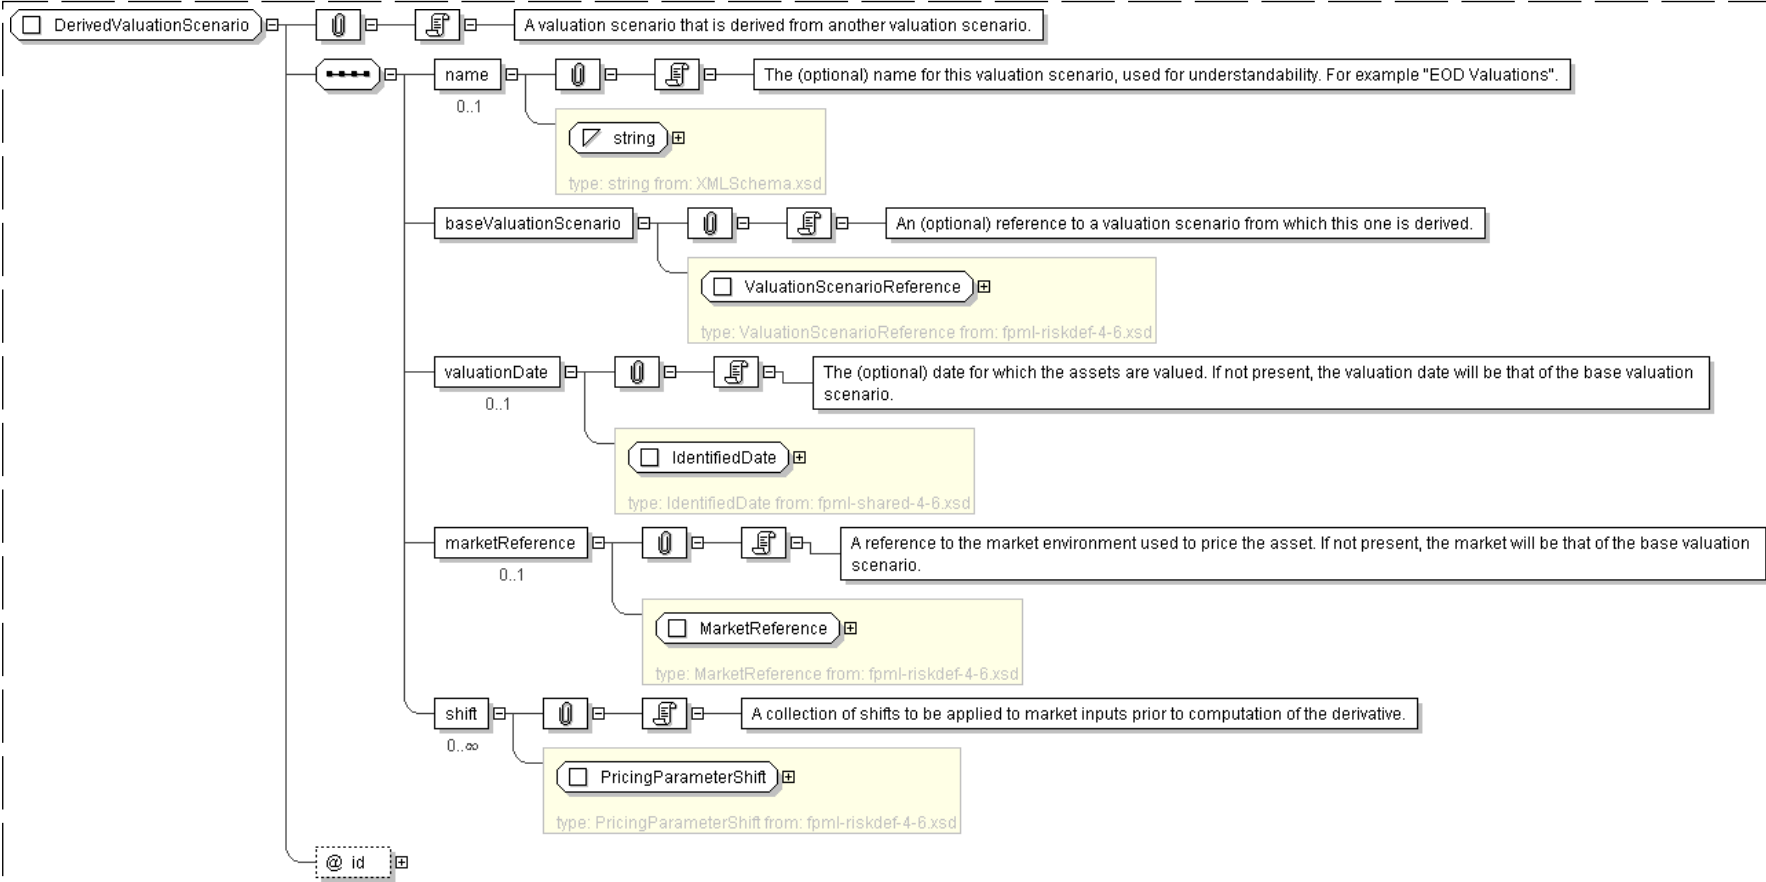 DerivedValuationScenario
A valuation scenario that is derived from another valuation scenario.
name
The (optional) name for this valuation scenario, used for understandability. For example "EOD Valuations".
0..1
string
type: string from: XMLSchema.xsd
baseValuationScenario
An (optional) reference to a valuation scenario from which this one is derived.
ValuationScenarioReference
type: ValuationScenarioReference from: fpml-riskdef-4-6.xsd
valuationDate
The (optional) date for which the assets are valued. If not present, the valuation date will be that of the base valuation
scenario.
0..1
IdentifiedDate
type: IdentifiedDate from: fpml-shared-4-6.xsd
marketReference
A reference to the market environment used to price the asset. If not present, the market will be that of the base valuation
scenario.
0..1
MarketReference
type: MarketReference from: fpml-riskdef-4-6.xsd
shift
A collection of shifts to be applied to market inputs prior to computation of the derivative.
0..∞
PricingParameterShift
type: PricingParameterShift from: fpml-riskdef-4-6.xsd
@ id